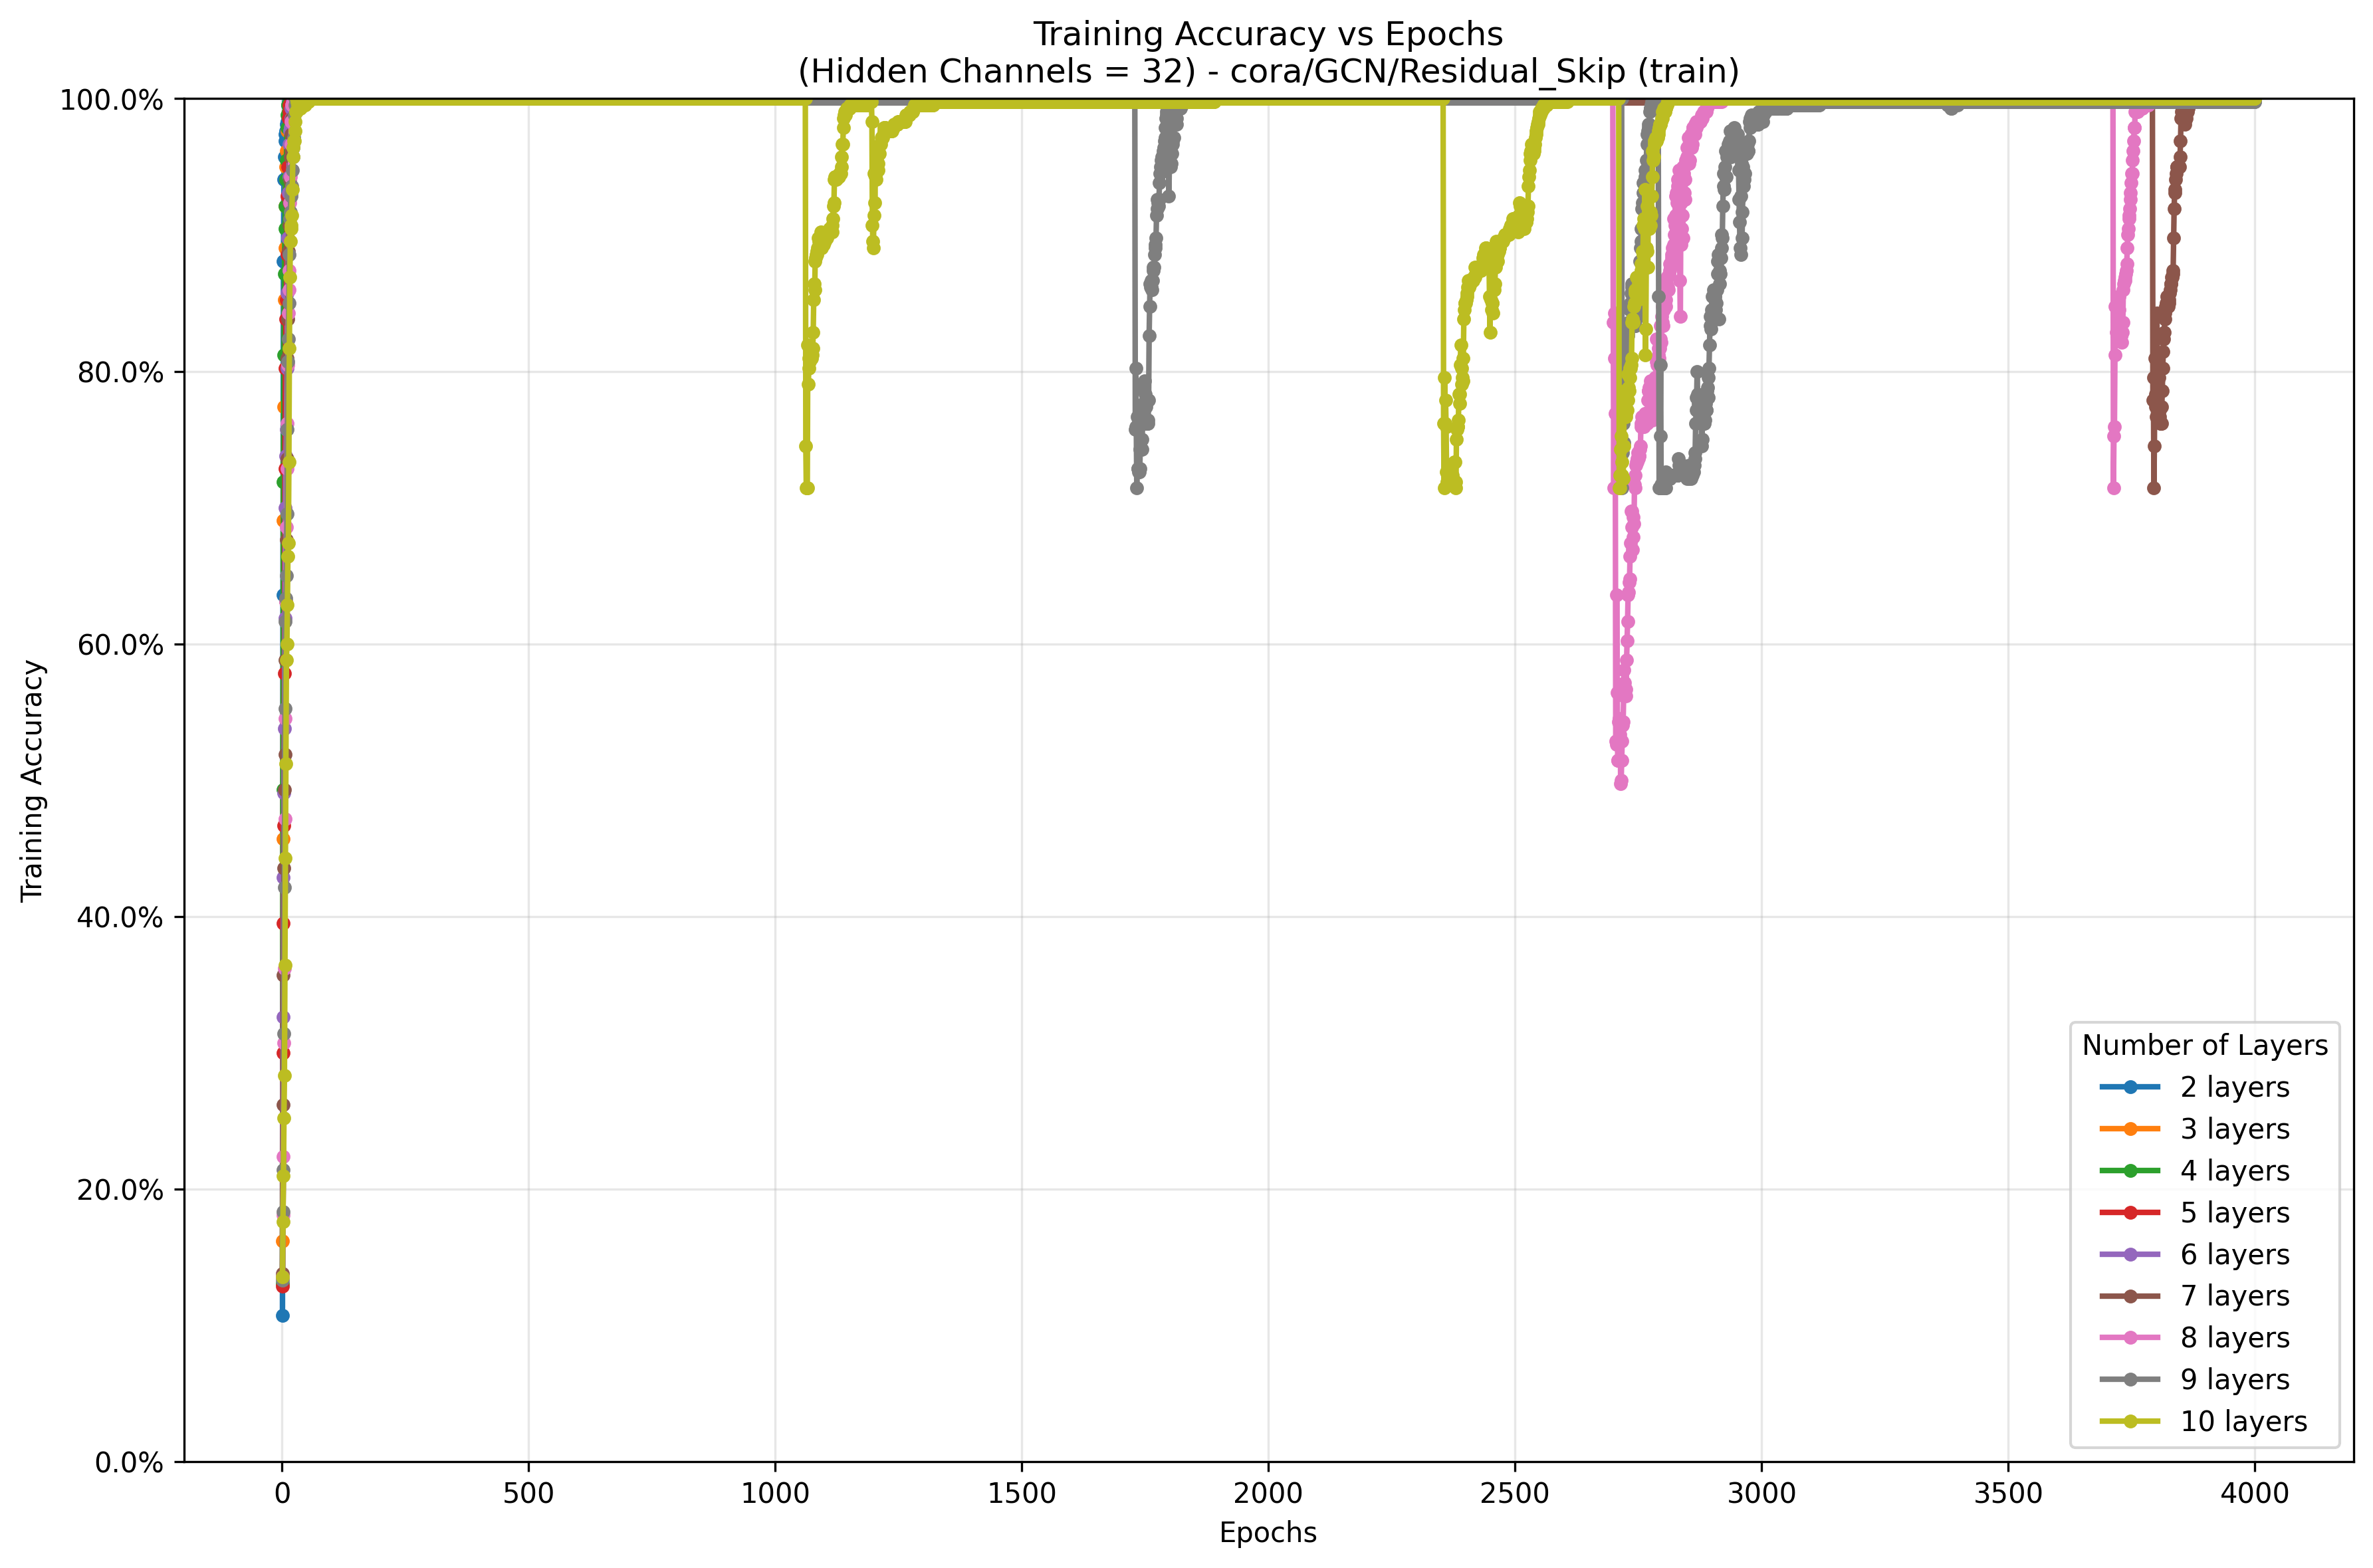 Training Accuracy vs Epochs
(Hidden Channels = 32) - cora/GCN/Residual_Skip (train)
Training Accuracy
100.0%
80.0%
60.0%
40.0%
20.0%
0.0%
0
500
1000
1500
2000
2500
3000
3500
4000
Epochs
Number of Layers
2 layers
3 layers
4 layers
5 layers
6 layers
7 layers
8 layers
9 layers
10 layers